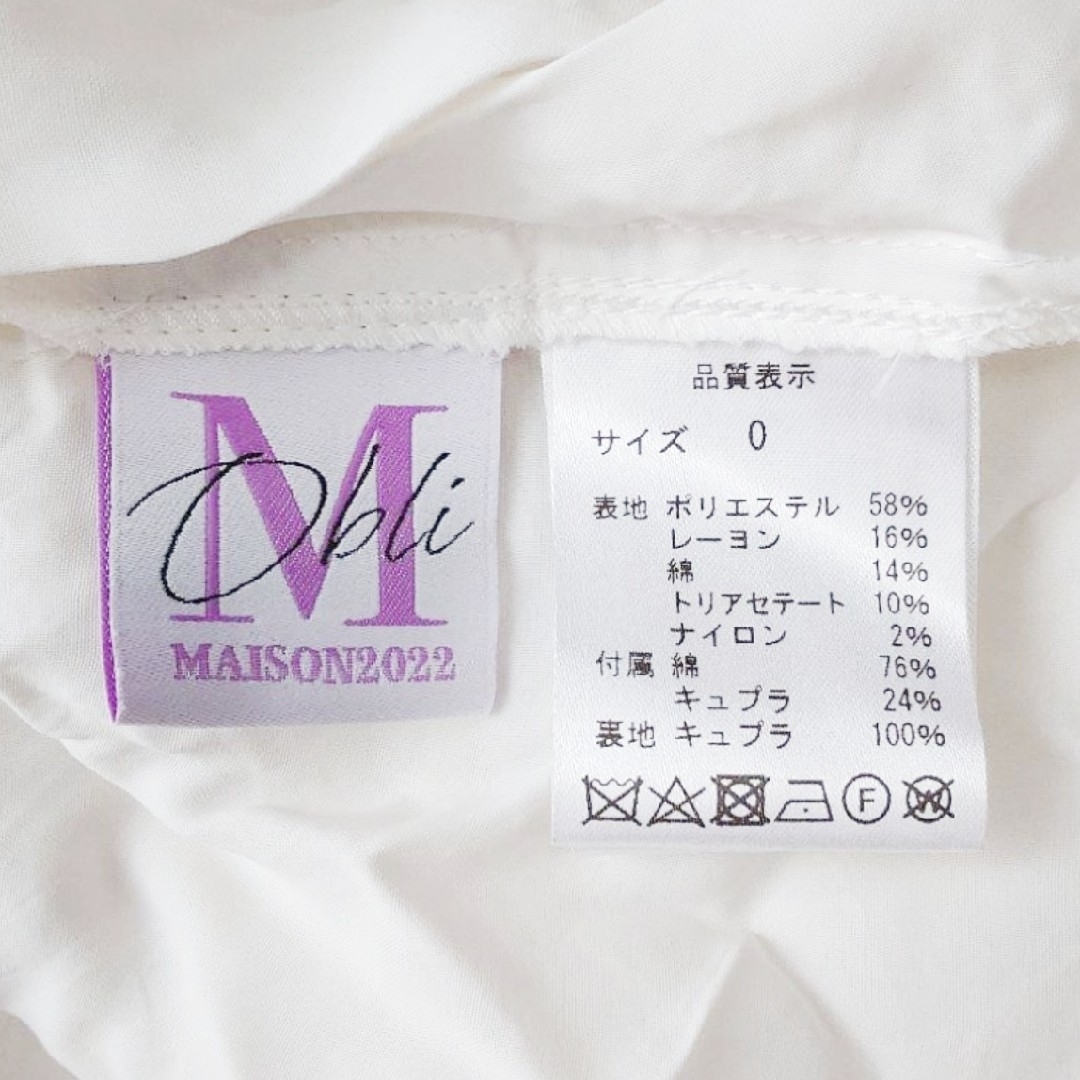 M
Obli
MAISON2022
品質表示
サイズ 0
表地 ポリエステル 58%
レーヨン 16%
綿 14%
トリアセテート 10%
ナイロン 2%
付属 綿 76%
キュプラ 24%
裏地 キュプラ 100%
F W